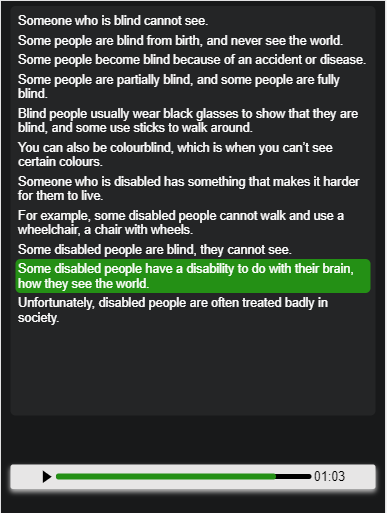 Someone who is blind cannot see.
Some people are blind from birth, and never see the world.
Some people become blind because of an accident or disease.
Some people are partially blind, and some people are fully
blind.
Blind people usually wear black glasses to show that they are
blind, and some use sticks to walk around.
You can also be colourblind, which is when you can't see
certain colours.
Someone who is disabled has something that makes it harder
for them to live.
For example, some disabled people cannot walk and use a
wheelchair, a chair with wheels.
Some disabled people are blind, they cannot see.
Some disabled people have a disability to do with their brain,
how they see the world.
Unfortunately, disabled people are often treated badly in
society.
01:03